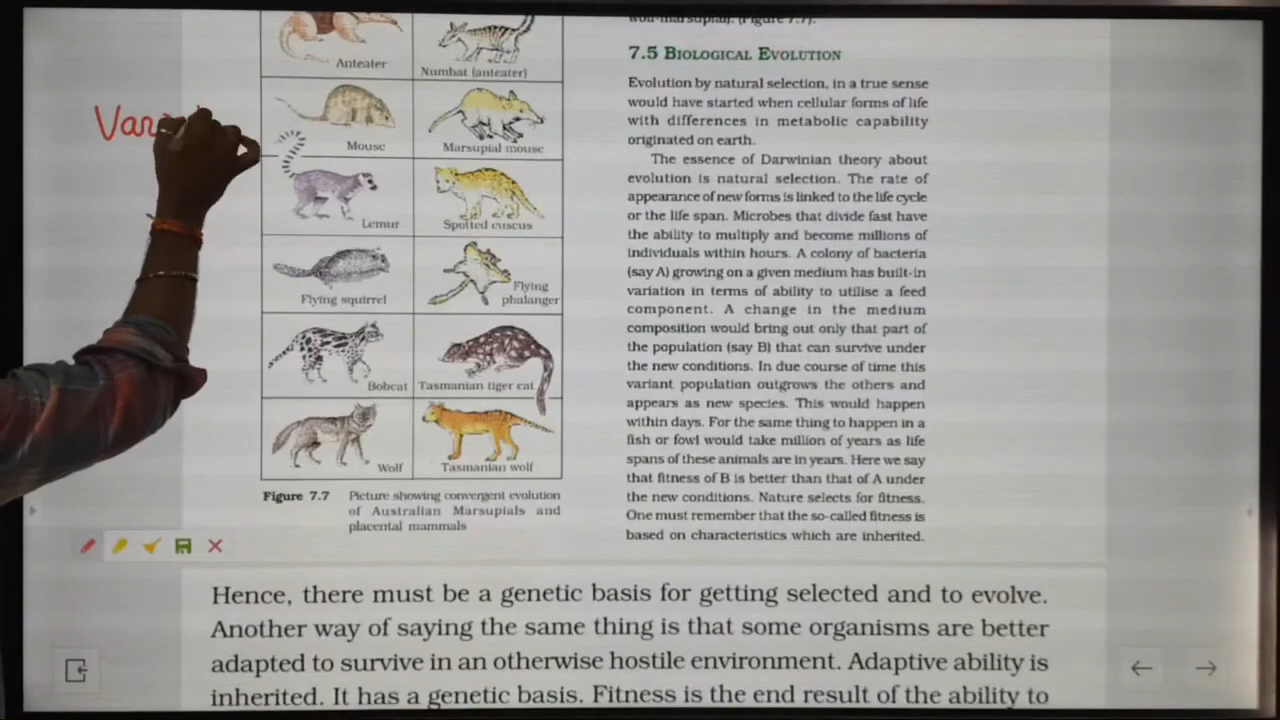 Var
Anteater
Numbat (anteater)
Mouse
Marsupial mouse
Lemur
Spotted cuscus
Flying squirrel
Flying
phalanger
Bobcat
Tasmanian tiger cat
Wolf
Tasmanian wolf
Figure 7.7 Picture showing convergent evolution
of Australian Marsupials and
placental mammals
wolf-marsupial). (Figure 7.7).
7.5 BIOLOGICAL EVOLUTION
Evolution by natural selection, in a true sense
would have started when cellular forms of life
with differences in metabolic capability
originated on earth.
The essence of Darwinian theory about
evolution is natural selection. The rate of
appearance of new forms is linked to the life cycle
or the life span. Microbes that divide fast have
the ability to multiply and become millions of
individuals within hours. A colony of bacteria
(say A) growing on a given medium has built-in
variation in terms of ability to utilise a feed
component. A change in the medium
composition would bring out only that part of
the population (say B) that can survive under
the new conditions. In due course of time this
variant population outgrows the others and
appears as new species. This would happen
within days. For the same thing to happen in a
fish or fowl would take million of years as life
spans of these animals are in years. Here we say
that fitness of B is better than that of A under
the new conditions. Nature selects for fitness.
One must remember that the so-called fitness is
based on characteristics which are inherited.
Hence, there must be a genetic basis for getting selected and to evolve.
Another way of saying the same thing is that some organisms are better
adapted to survive in an otherwise hostile environment. Adaptive ability is
inherited. It has a genetic basis. Fitness is the end result of the ability to